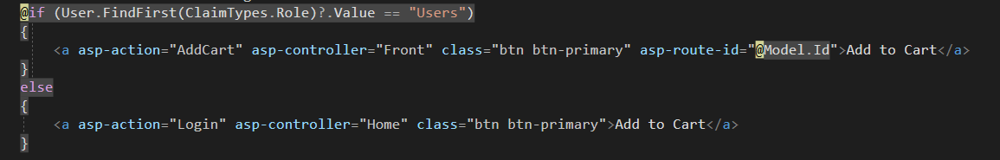 @if (User.FindFirst(ClaimTypes.Role)?.Value == "Users")
{
    <a asp-action="AddCart" asp-controller="Front" class="btn btn-primary" asp-route-id="@Model.Id">Add to Cart</a>
}
else
{
    <a asp-action="Login" asp-controller="Home" class="btn btn-primary">Add to Cart</a>
}